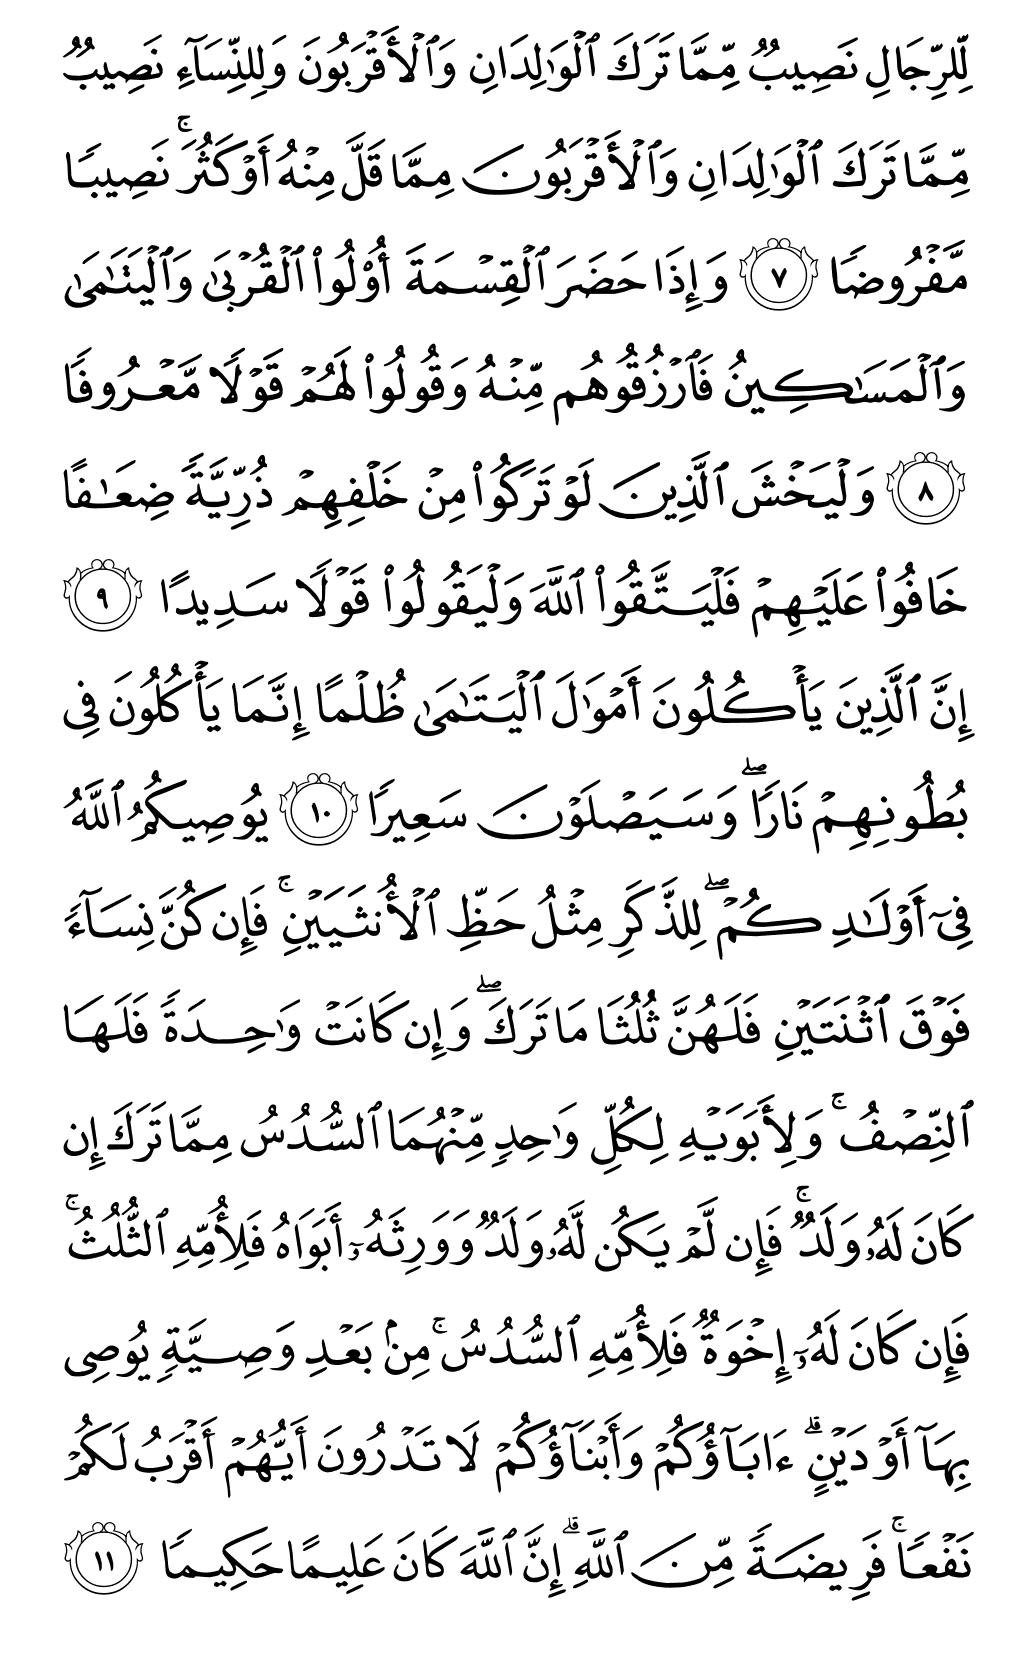 لِّلرِّجَالِ نَصِيبٌ مِّمَّا تَرَكَ ٱلْوَٰلِدَانِ وَٱلْأَقْرَبُونَ وَلِلنِّسَآءِ نَصِيبٌ
مِّمَّا تَرَكَ ٱلْوَٰلِدَانِ وَٱلْأَقْرَبُونَ مِمَّا قَلَّ مِنْهُ أَوْ كَثُرَ ۚ نَصِيبًا
مَّفْرُوضًا ٧ وَإِذَا حَضَرَ ٱلْقِسْمَةَ أُو۟لُوا۟ ٱلْقُرْبَىٰ وَٱلْيَتَٰمَىٰ
وَٱلْمَسَٰكِينُ فَٱرْزُقُوهُم مِّنْهُ وَقُولُوا۟ لَهُمْ قَوْلًا مَّعْرُوفًا
٨ وَلْيَخْشَ ٱلَّذِينَ لَوْ تَرَكُوا۟ مِنْ خَلْفِهِمْ ذُرِّيَّةً ضِعَٰفًا
خَافُوا۟ عَلَيْهِمْ فَلْيَتَّقُوا۟ ٱللَّهَ وَلْيَقُولُوا۟ قَوْلًا سَدِيدًا ٩
إِنَّ ٱلَّذِينَ يَأْكُلُونَ أَمْوَٰلَ ٱلْيَتَٰمَىٰ ظُلْمًا إِنَّمَا يَأْكُلُونَ فِى
بُطُونِهِمْ نَارًا ۖ وَسَيَصْلَوْنَ سَعِيرًا ١٠ يُوصِيكُمُ ٱللَّهُ
فِىٓ أَوْلَٰدِكُمْ ۖ لِلذَّكَرِ مِثْلُ حَظِّ ٱلْأُنثَيَيْنِ ۚ فَإِن كُنَّ نِسَآءً
فَوْقَ ٱثْنَتَيْنِ فَلَهُنَّ ثُلُثَا مَا تَرَكَ ۖ وَإِن كَانَتْ وَٰحِدَةً فَلَهَا
ٱلنِّصْفُ ۚ وَلِأَبَوَيْهِ لِكُلِّ وَٰحِدٍ مِّنْهُمَا ٱلسُّدُسُ مِمَّا تَرَكَ إِن
كَانَ لَهُۥ وَلَدٌ ۚ فَإِن لَّمْ يَكُن لَّهُۥ وَلَدٌ وَوَرِثَهُۥٓ أَبَوَاهُ فَلِأُمِّهِ ٱلثُّلُثُ ۚ
فَإِن كَانَ لَهُۥٓ إِخْوَةٌ فَلِأُمِّهِ ٱلسُّدُسُ ۚ مِنۢ بَعْدِ وَصِيَّةٍ يُوصِى
بِهَآ أَوْ دَيْنٍ ۗ ءَابَآؤُكُمْ وَأَبْنَآؤُكُمْ لَا تَدْرُونَ أَيُّهُمْ أَقْرَبُ لَكُمْ
نَفْعًا ۚ فَرِيضَةً مِّنَ ٱللَّهِ ۗ إِنَّ ٱللَّهَ كَانَ عَلِيمًا حَكِيمًا ١١